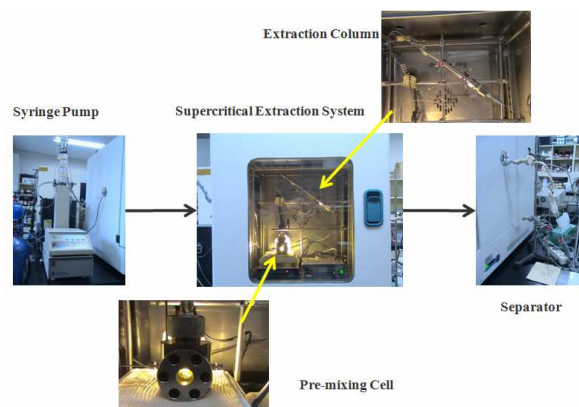 Extraction Column
Syringe Pump
Supercritical Extraction System
Separator
Pre-mixing Cell